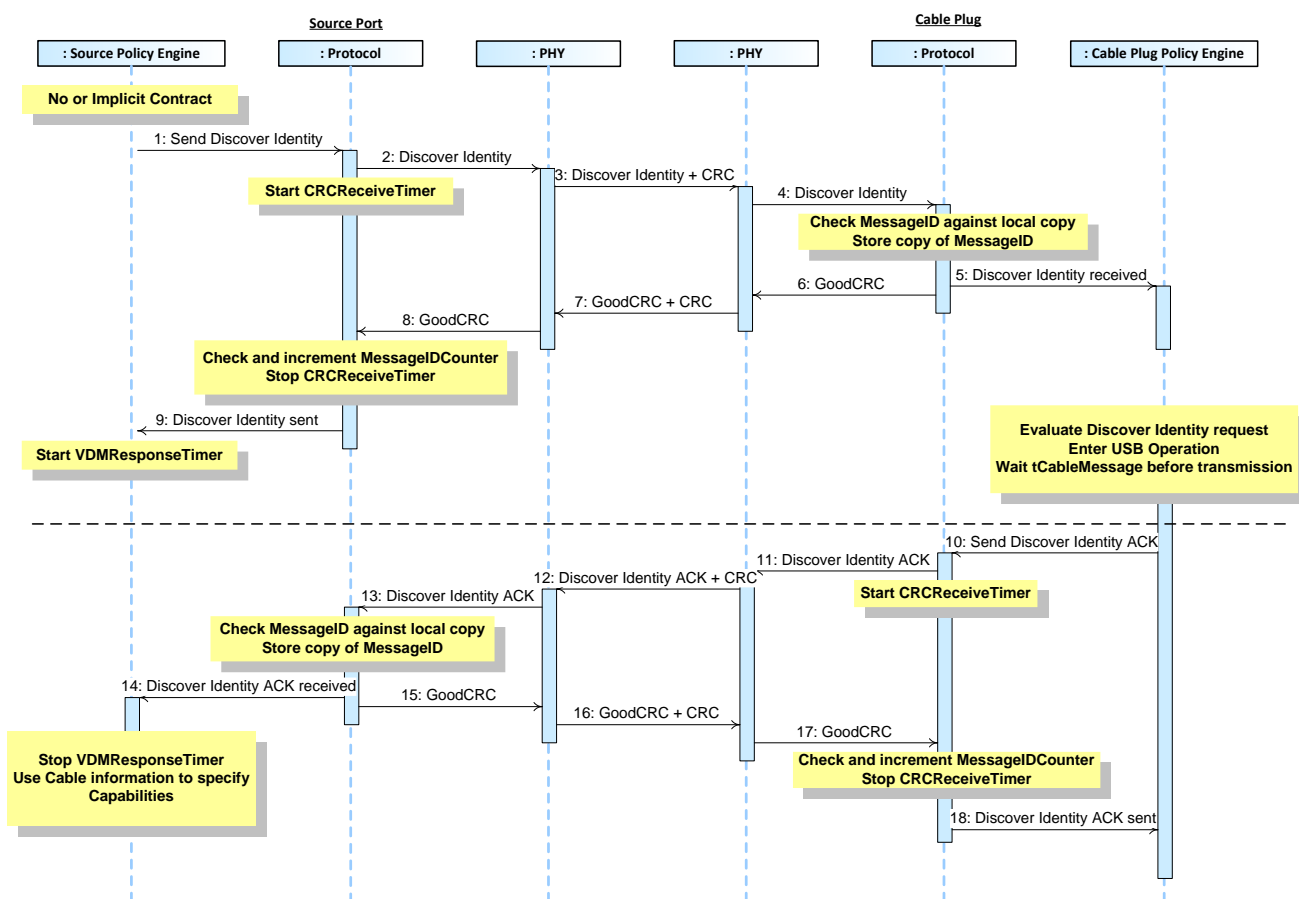 Source Port
Cable Plug
: Source Policy Engine
: Protocol
: PHY
: PHY
: Protocol
: Cable Plug Policy Engine
No or Implicit Contract
1: Send Discover Identity
2: Discover Identity
Start CRCReceiveTimer
3: Discover Identity + CRC
4: Discover Identity
Check MessageID against local copy
Store copy of MessageID
5: Discover Identity received
6: GoodCRC
7: GoodCRC + CRC
8: GoodCRC
Check and increment MessageIDCounter
Stop CRCReceiveTimer
9: Discover Identity sent
Start VDMResponseTimer
Evaluate Discover Identity request
Enter USB Operation
Wait tCableMessage before transmission
10: Send Discover Identity ACK
11: Discover Identity ACK
Start CRCReceiveTimer
12: Discover Identity ACK + CRC
13: Discover Identity ACK
Check MessageID against local copy
Store copy of MessageID
14: Discover Identity ACK received
15: GoodCRC
16: GoodCRC + CRC
17: GoodCRC
Stop VDMResponseTimer
Use Cable information to specify
Capabilities
Check and increment MessageIDCounter
Stop CRCReceiveTimer
18: Discover Identity ACK sent